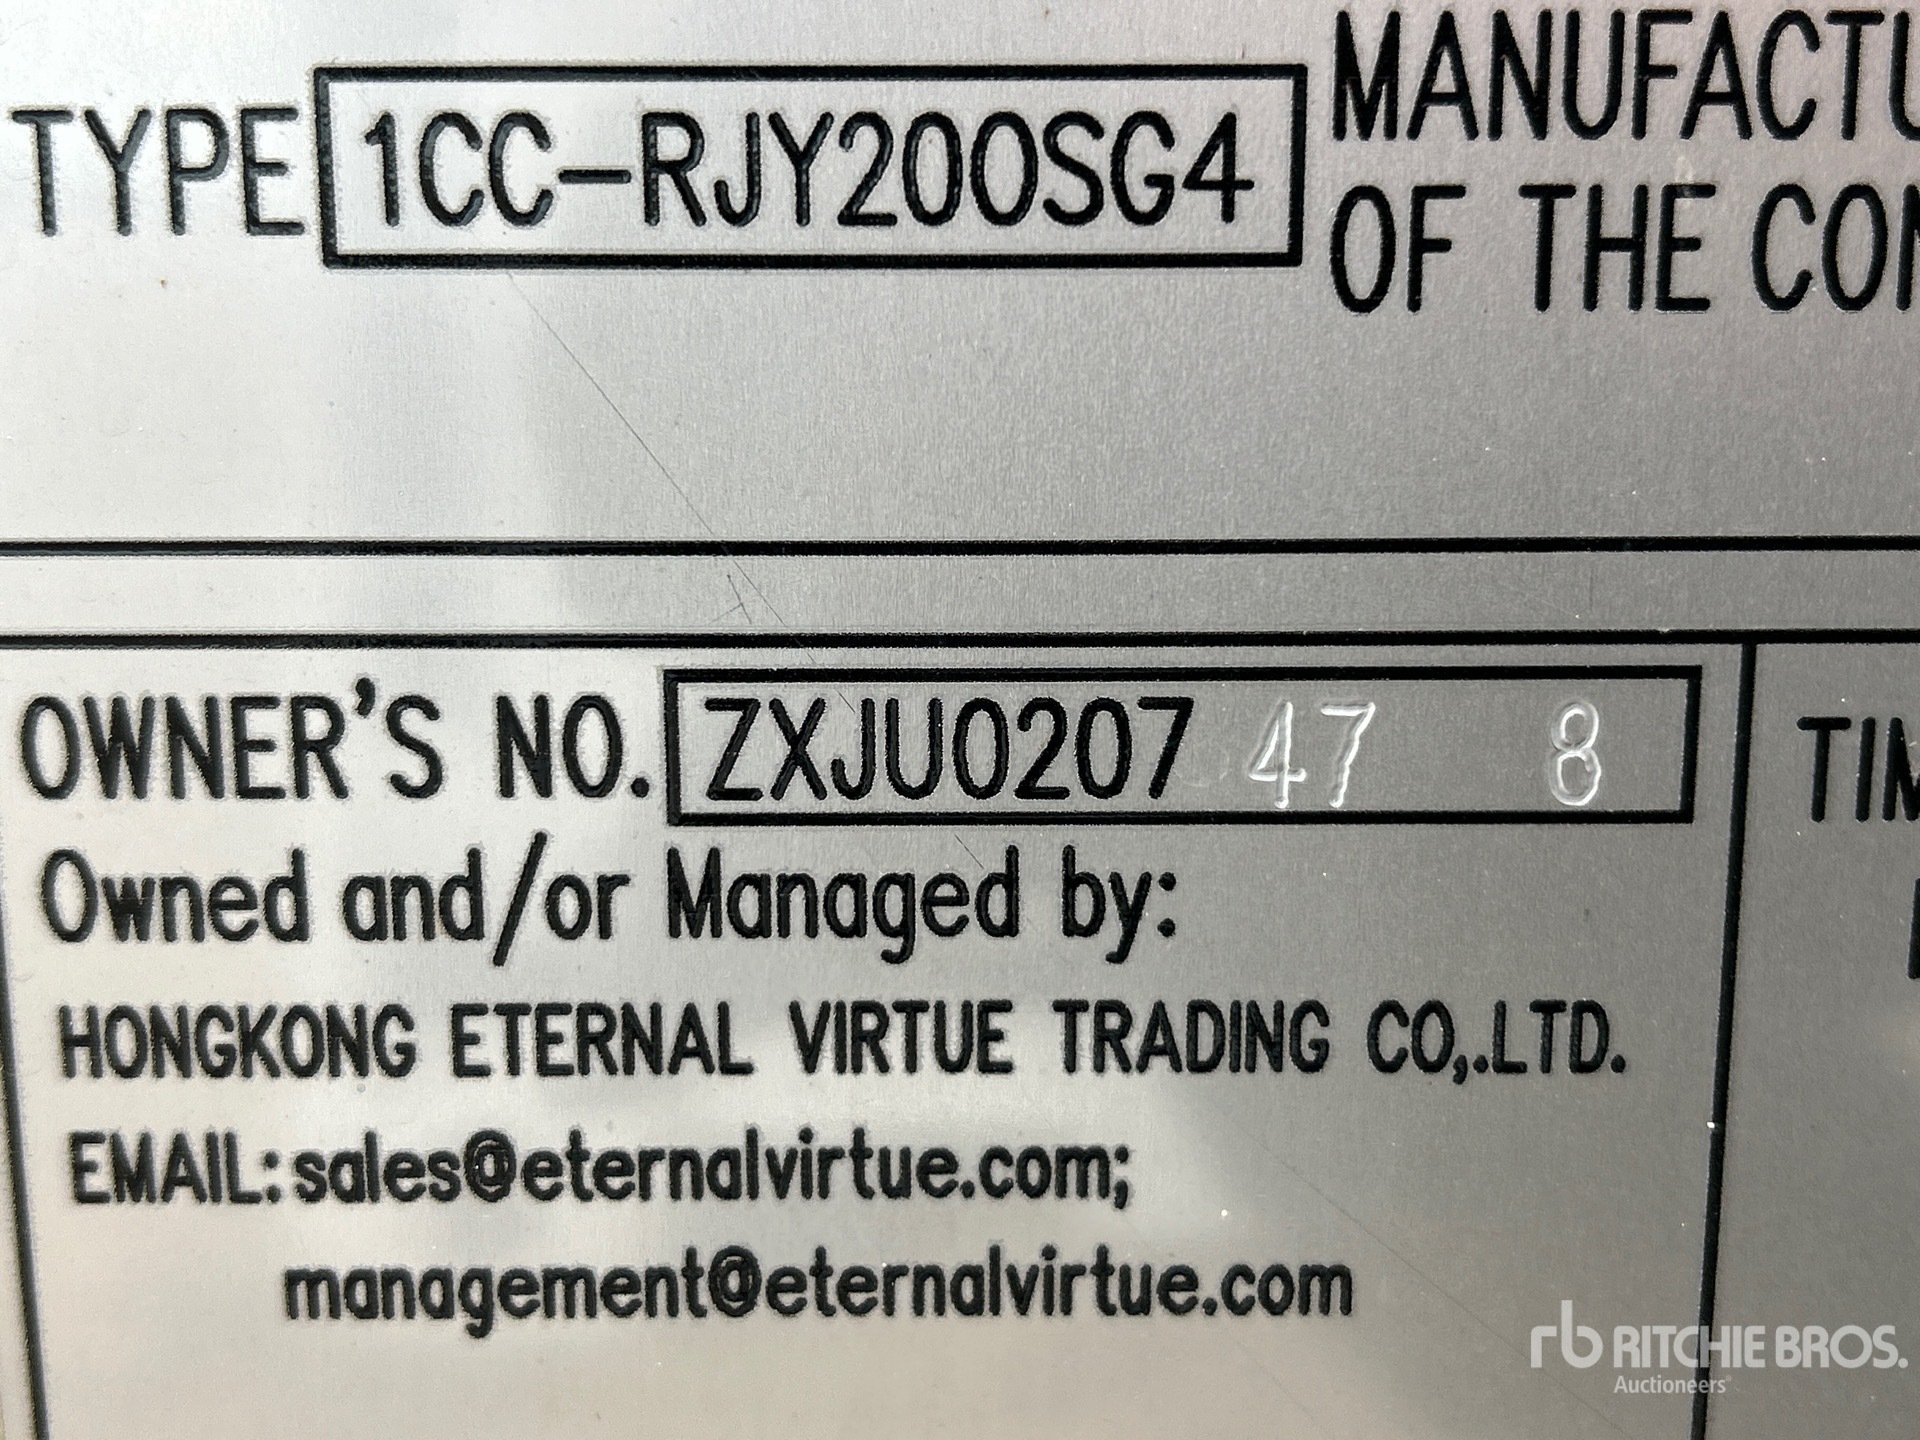 TYPE 1CC-RJY200SG4
MANUFACTU
OF THE CON
OWNER'S NO. ZXJU0207 47 8
TIM
Owned and/or Managed by:
HONGKONG ETERNAL VIRTUE TRADING CO,.LTD.
EMAIL: sales@eternalvirtue.com;
management@eternalvirtue.com
rb RITCHIE BROS.
Auctioneers